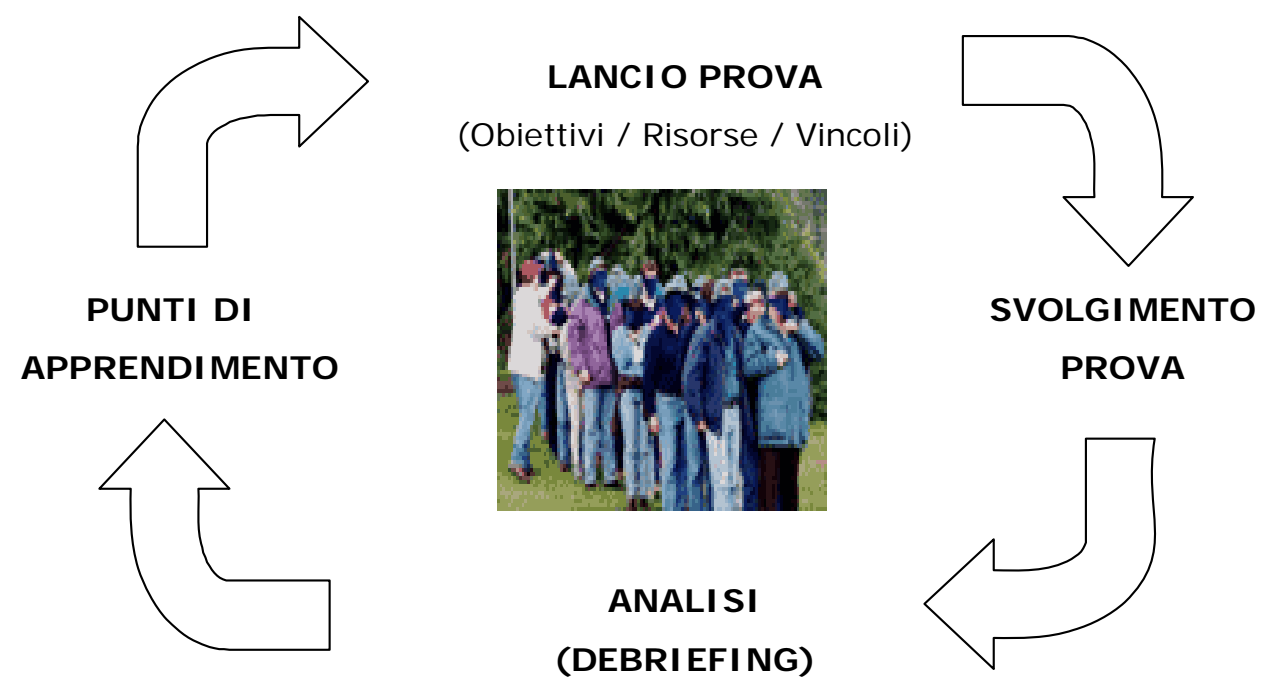 LANCIO PROVA
(Obiettivi / Risorse / Vincoli)
PUNTI DI
APPRENDIMENTO
SVOLGIMENTO
PROVA
ANALISI
(DEBRIEFING)